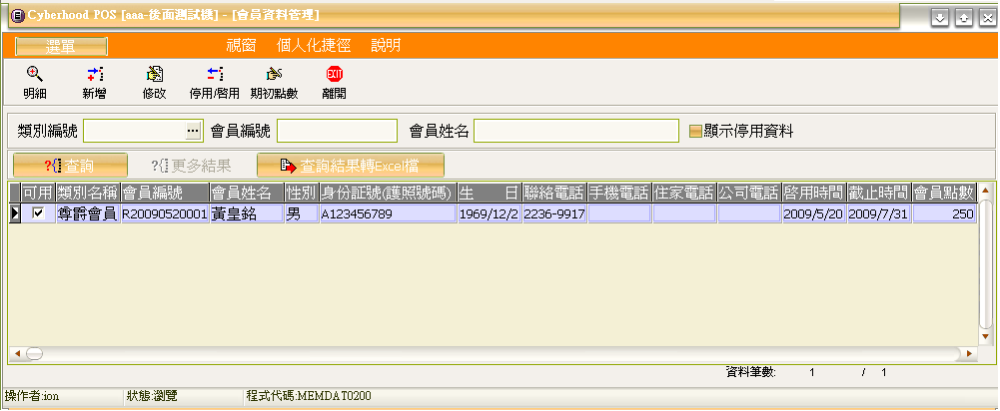 Cyberhood POS [aaa-後面測試機] - [會員資料管理]
選單 視窗 個人化捷徑 說明
明細 新增 修改 停用/啓用 期初點數 離開
類別編號 ... 會員編號 會員姓名 顯示停用資料
查詢 更多結果 查詢結果轉Excel檔
可用 類別名稱 會員編號 會員姓名 性別 身份証號(護照號碼) 生 日 聯絡電話 手機電話 住家電話 公司電話 啓用時間 截止時間 會員點數
尊爵會員 R20090520001 黃皇銘 男 A123456789 1969/12/2 2236-9917 2009/5/20 2009/7/31 250
資料筆數: 1 / 1
操作者:ion 狀態:瀏覽 程式代碼:MEMDAT0200